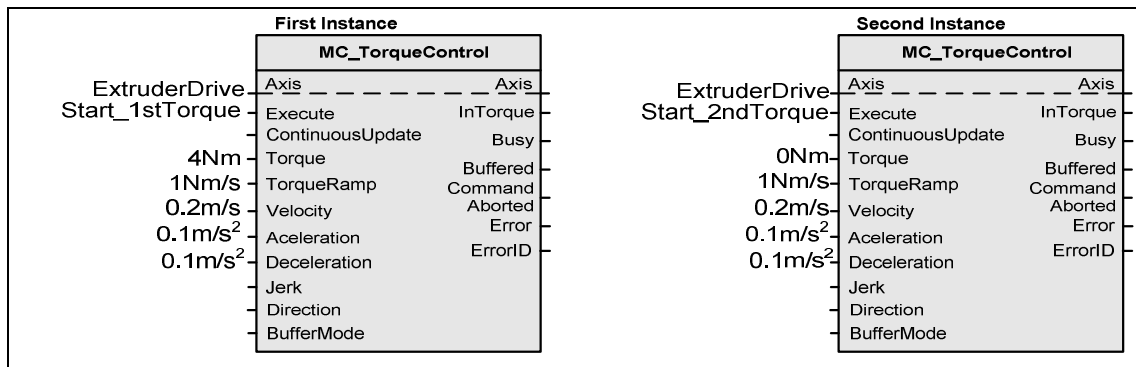 First Instance
MC_TorqueControl
ExtruderDrive
Start_1stTorque
4Nm
1Nm/s
0.2m/s
0.1m/s²
0.1m/s²
Axis
Execute
ContinuousUpdate
Torque
TorqueRamp
Velocity
Aceleration
Deceleration
Jerk
Direction
BufferMode
Axis
InTorque
Busy
Buffered
Command
Aborted
Error
ErrorID
Second Instance
MC_TorqueControl
ExtruderDrive
Start_2ndTorque
0Nm
1Nm/s
0.2m/s
0.1m/s²
0.1m/s²
Axis
Execute
ContinuousUpdate
Torque
TorqueRamp
Velocity
Aceleration
Deceleration
Jerk
Direction
BufferMode
Axis
InTorque
Busy
Buffered
Command
Aborted
Error
ErrorID